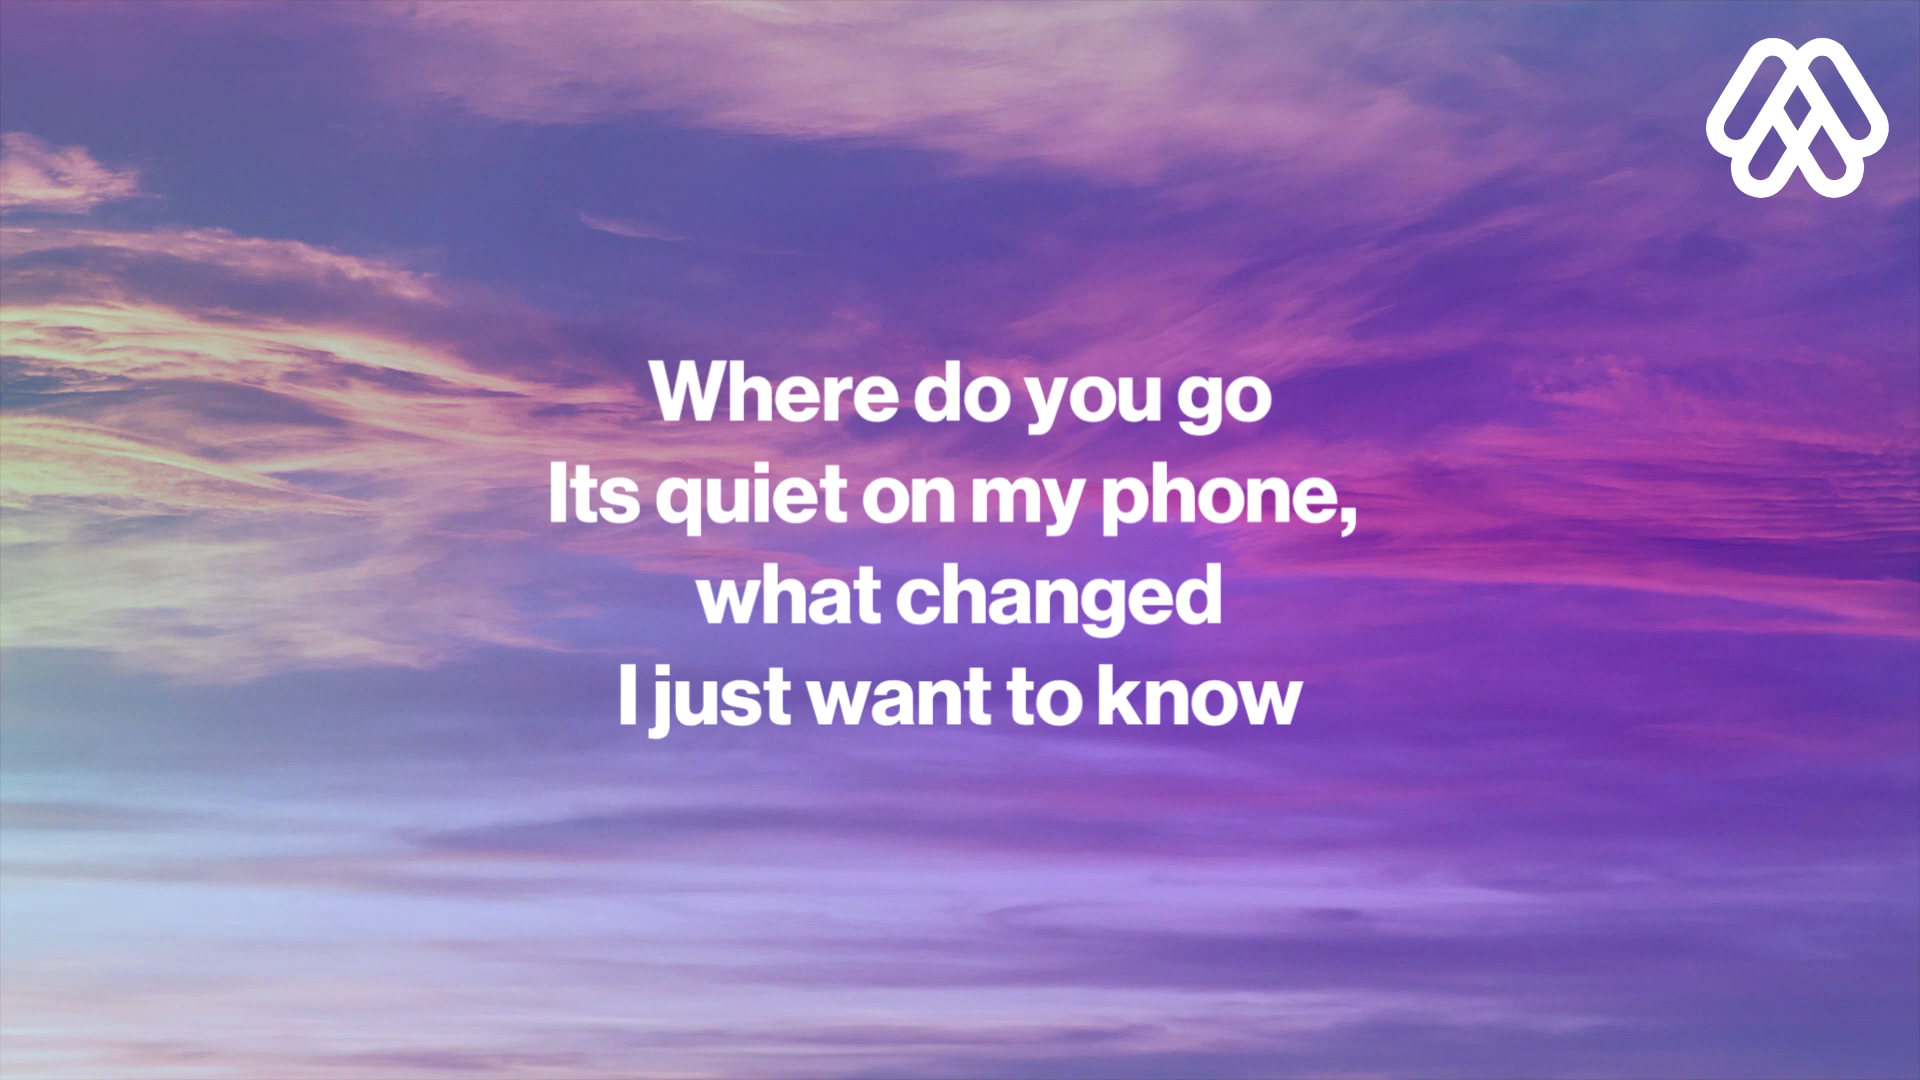 Where do you go
Its quiet on my phone,
what changed
I just want to know